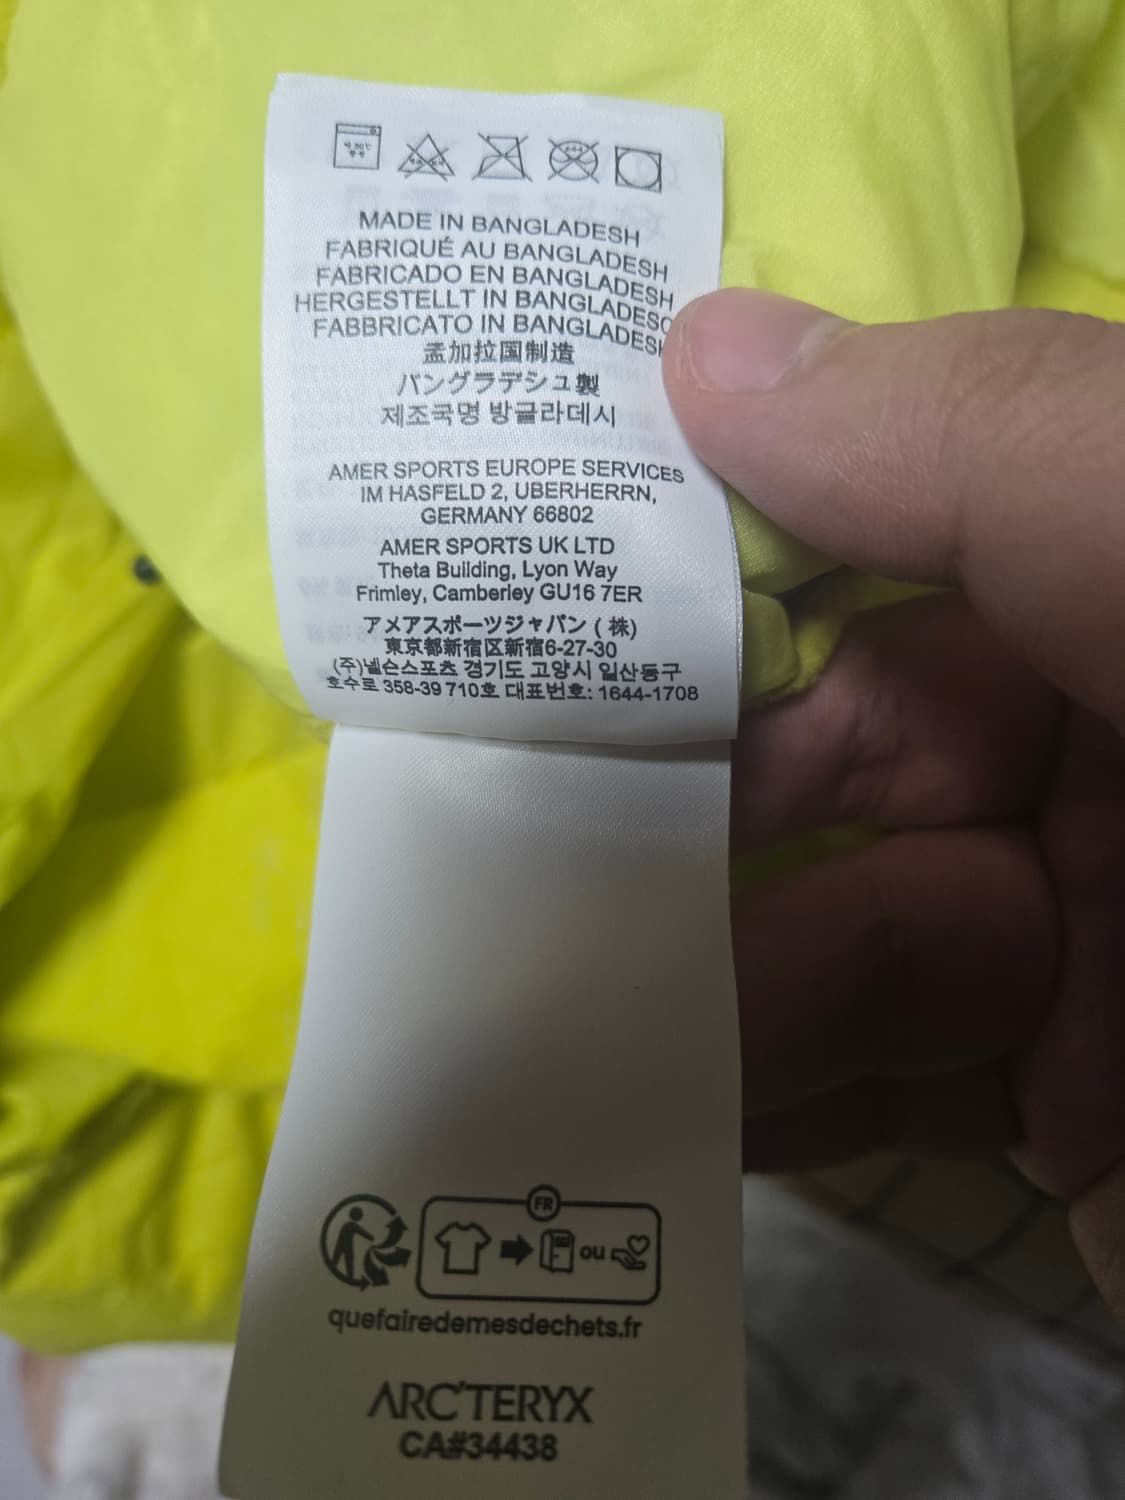 MADE IN BANGLADESH
FABRIQUÉ AU BANGLADESH
FABRICADO EN BANGLADESH
HERGESTELLT IN BANGLADESC
FABBRICATO IN BANGLADESH
孟加拉国制造
バングラデシュ製
제조국명 방글라데시
AMER SPORTS EUROPE SERVICES
IM HASFELD 2, UBERHERRN,
GERMANY 66802
AMER SPORTS UK LTD
Theta Building, Lyon Way
Frimley, Camberley GU16 7ER
アメアスポーツジャパン (株)
東京都新宿区新宿6-27-30
(주)넬슨스포츠 경기도 고양시 일산동구
호수로 358-39 710호 대표번호: 1644-1708
FR
ou
quefairedemesdechets.fr
ARC'TERYX
CA#34438